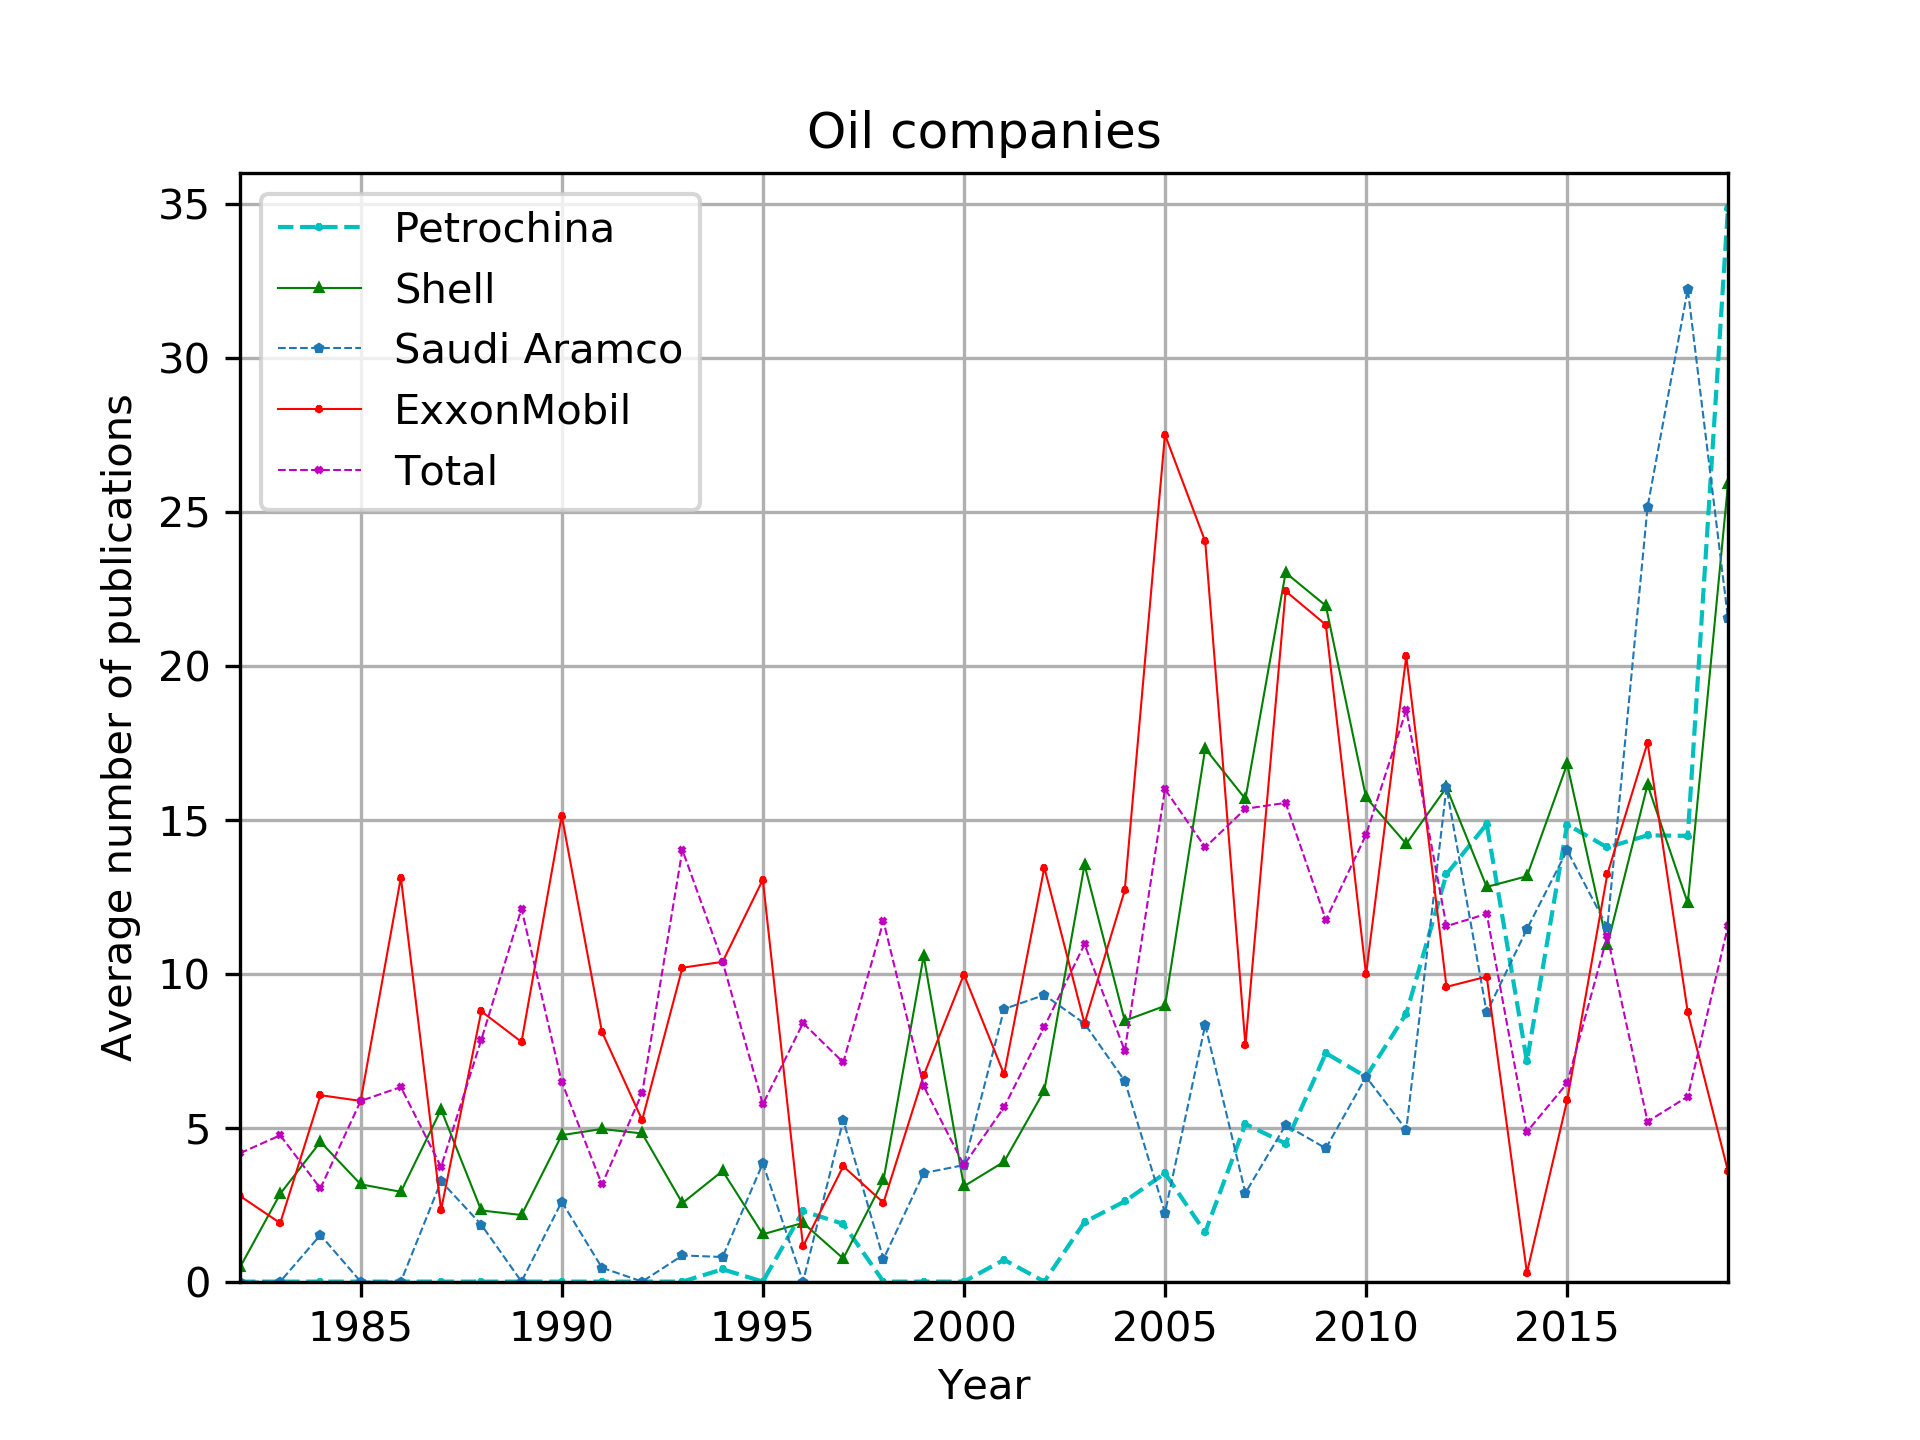 Oil companies
Petrochina
Shell
Saudi Aramco
ExxonMobil
Total
35
30
25
20
15
10
5
0
Average number of publications
1985 1990 1995 2000 2005 2010 2015
Year